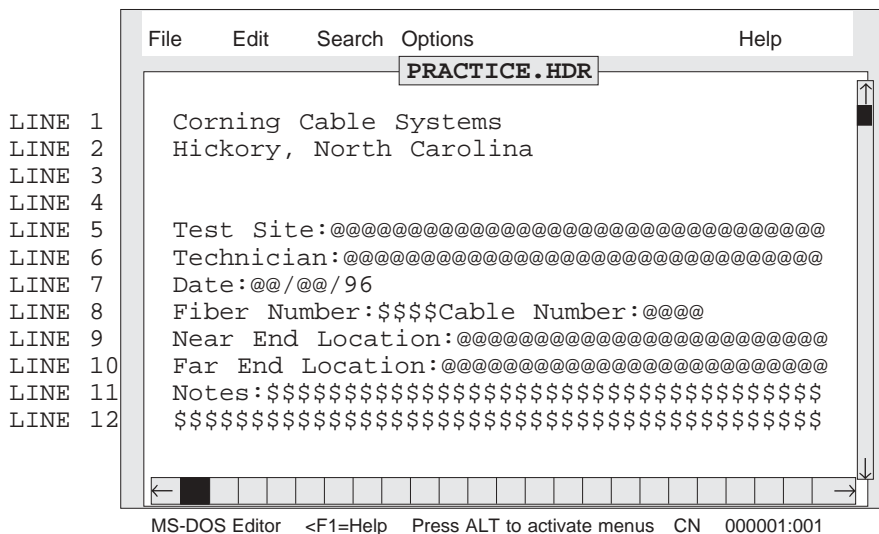 File Edit Search Options Help
PRACTICE.HDR
LINE 1 Corning Cable Systems
LINE 2 Hickory, North Carolina
LINE 3
LINE 4
LINE 5 Test Site:@@@@@@@@@@@@@@@@@@@@@@@@@@@@@@@@
LINE 6 Technician:@@@@@@@@@@@@@@@@@@@@@@@@@@@@@@@
LINE 7 Date:@@/@@/96
LINE 8 Fiber Number:$$$$Cable Number:@@@@
LINE 9 Near End Location:@@@@@@@@@@@@@@@@@@@@@@@@
LINE 10 Far End Location:@@@@@@@@@@@@@@@@@@@@@@@@@
LINE 11 Notes:$$$$$$$$$$$$$$$$$$$$$$$$$$$$$$$$$$$$
LINE 12 $$$$$$$$$$$$$$$$$$$$$$$$$$$$$$$$$$$$$$$$$$
MS-DOS Editor <F1=Help Press ALT to activate menus CN 000001:001